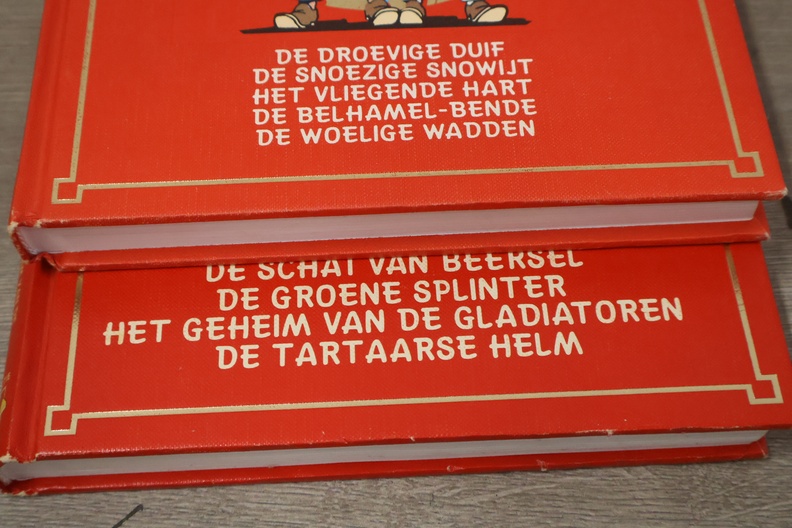 DE DROEVIGE DUIF
DE SNOEZIGE SNOWIJT
HET VLIEGENDE HART
DE BELHAMEL-BENDE
DE WOELIGE WADDEN
DE SCHAT VAN BEERSEL
DE GROENE SPLINTER
HET GEHEIM VAN DE GLADIATOREN
DE TARTAARSE HELM